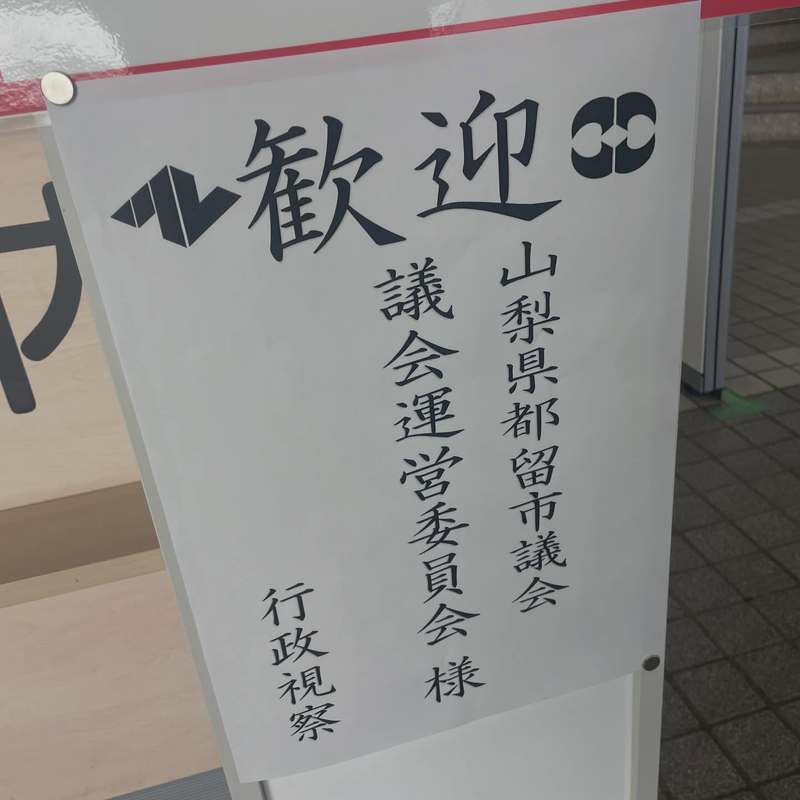 歓迎
山梨県都留市議会
議会運営委員会 様
行政視察